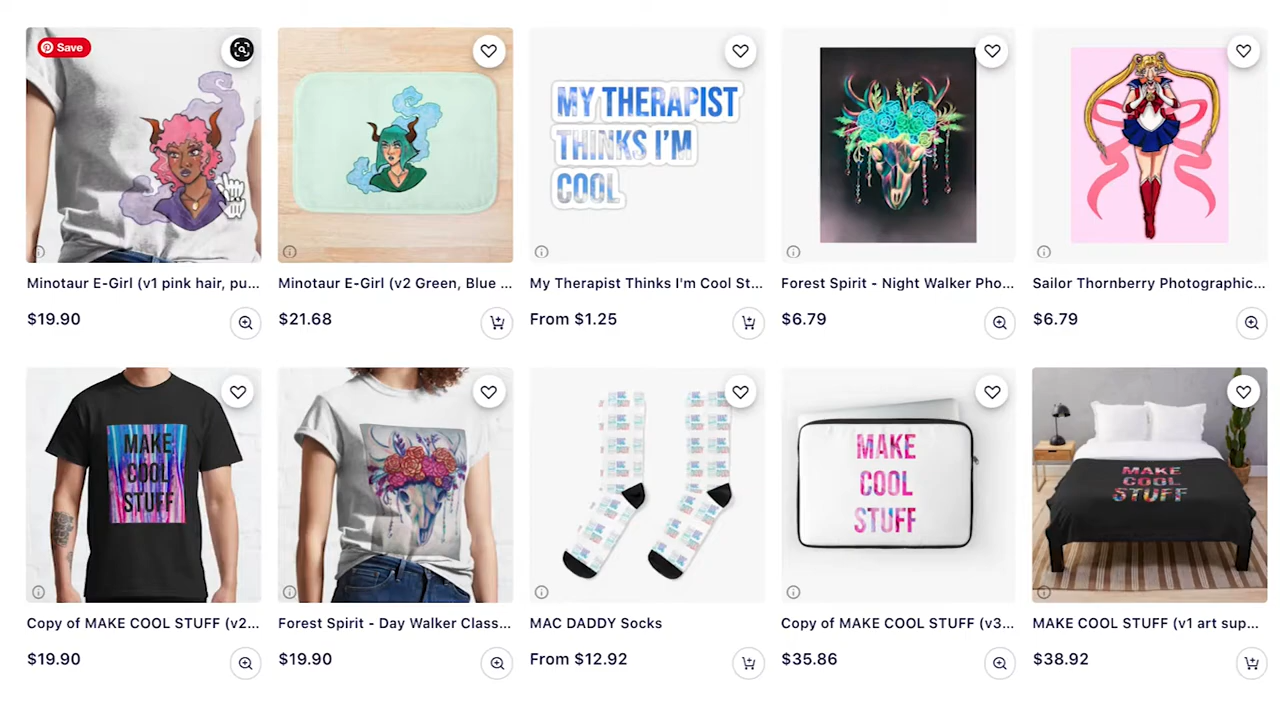 Save
MY THERAPIST
THINKS I'M
COOL
Minotaur E-Girl (v1 pink hair, pu...
Minotaur E-Girl (v2 Green, Blue ...
My Therapist Thinks I'm Cool St...
Forest Spirit - Night Walker Pho...
Sailor Thornberry Photographic...
$19.90
$21.68
From $1.25
$6.79
$6.79
MAKE
COOL
STUFF
MAKE
COOL
STUFF
MAKE
COOL
STUFF
Copy of MAKE COOL STUFF (v2...
Forest Spirit - Day Walker Class...
MAC DADDY Socks
Copy of MAKE COOL STUFF (v3...
MAKE COOL STUFF (v1 art sup...
$19.90
$19.90
From $12.92
$35.86
$38.92